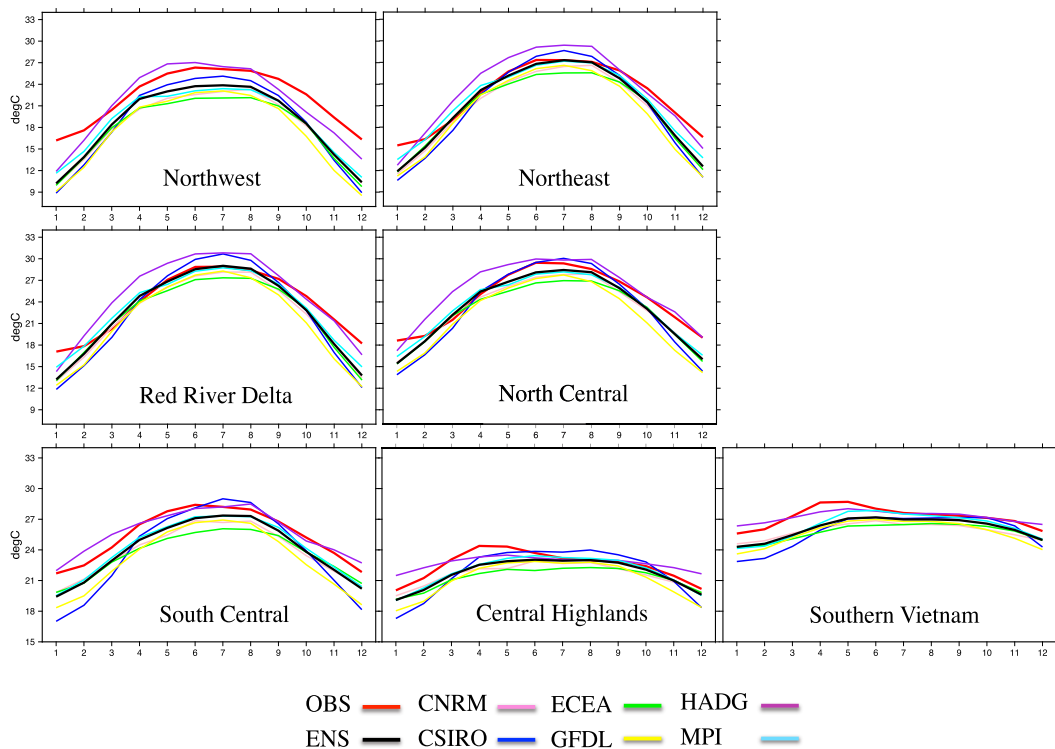 33
30
27
24
21
18
15
12
9
degC
Northwest
1 2 3 4 5 6 7 8 9 10 11 12
Northeast
1 2 3 4 5 6 7 8 9 10 11 12
33
30
27
24
21
18
15
12
9
degC
Red River Delta
1 2 3 4 5 6 7 8 9 10 11 12
North Central
1 2 3 4 5 6 7 8 9 10 11 12
33
30
27
24
21
18
15
degC
South Central
1 2 3 4 5 6 7 8 9 10 11 12
Central Highlands
1 2 3 4 5 6 7 8 9 10 11 12
Southern Vietnam
1 2 3 4 5 6 7 8 9 10 11 12
OBS CNRM ECEA HADG
ENS CSIRO GFDL MPI